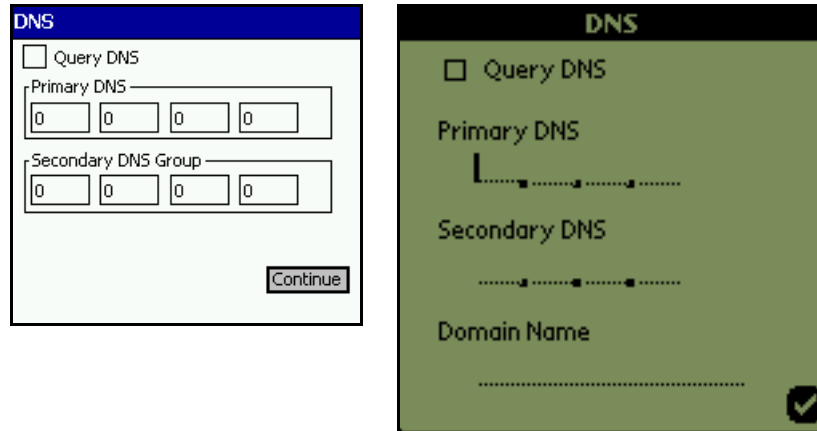 DNS
Query DNS
Primary DNS
0 0 0 0
Secondary DNS Group
0 0 0 0
Continue
DNS
Query DNS
Primary DNS
Secondary DNS
Domain Name